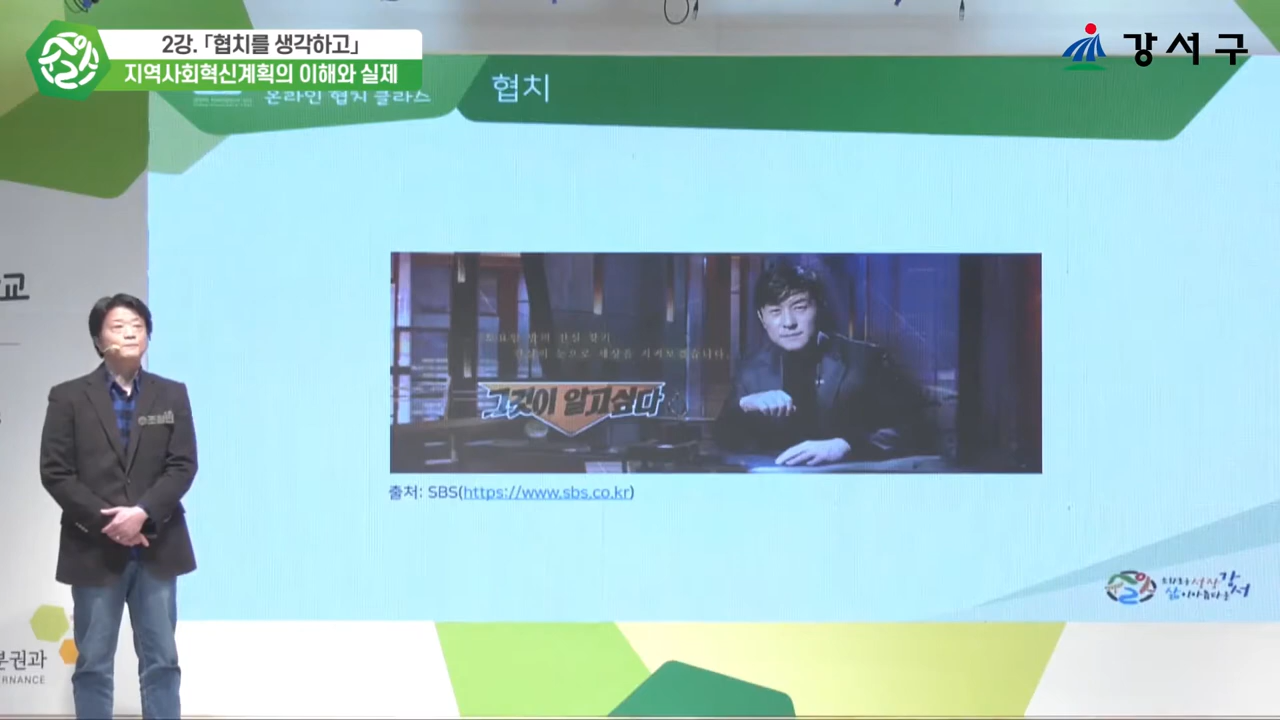 2강. 「협치를 생각하고」
지역사회혁신계획의 이해와 실제
강서구
온라인 협치 클라스
협치
교
그것이 알고싶다
출처: SBS(https://www.sbs.co.kr)
분권과
ERNANCE
강서